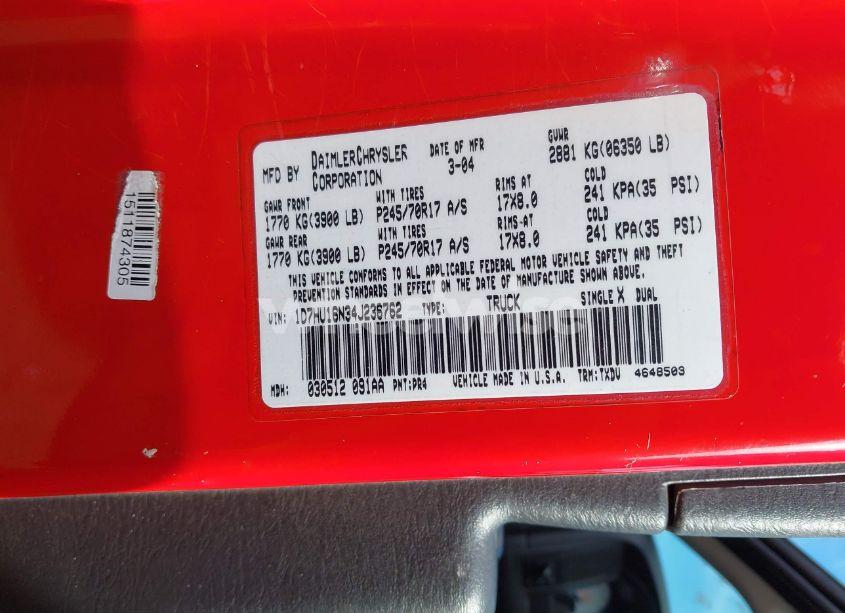 MFD BY DAIMLERCHRYSLER CORPORATION DATE OF MFR 3-04 GVWR 2881 KG(06350 LB)
GAWR FRONT WITH TIRES RIMS AT COLD
1770 KG(3900 LB) P245/70R17 A/S 17X8.0 241 KPA(35 PSI)
GAWR REAR WITH TIRES RIMS-AT COLD
1770 KG(3900 LB) P245/70R17 A/S 17X8.0 241 KPA(35 PSI)
THIS VEHICLE CONFORMS TO ALL APPLICABLE FEDERAL MOTOR VEHICLE SAFETY AND THEFT
PREVENTION STANDARDS IN EFFECT ON THE DATE OF MANUFACTURE SHOWN ABOVE.
VIN: 1D7HU16N34J236762 TYPE: TRUCK SINGLE X DUAL
MDH: 030512 091AA PNT:PR4 VEHICLE MADE IN U.S.A. TRM:TXDV 4648503
1511874305